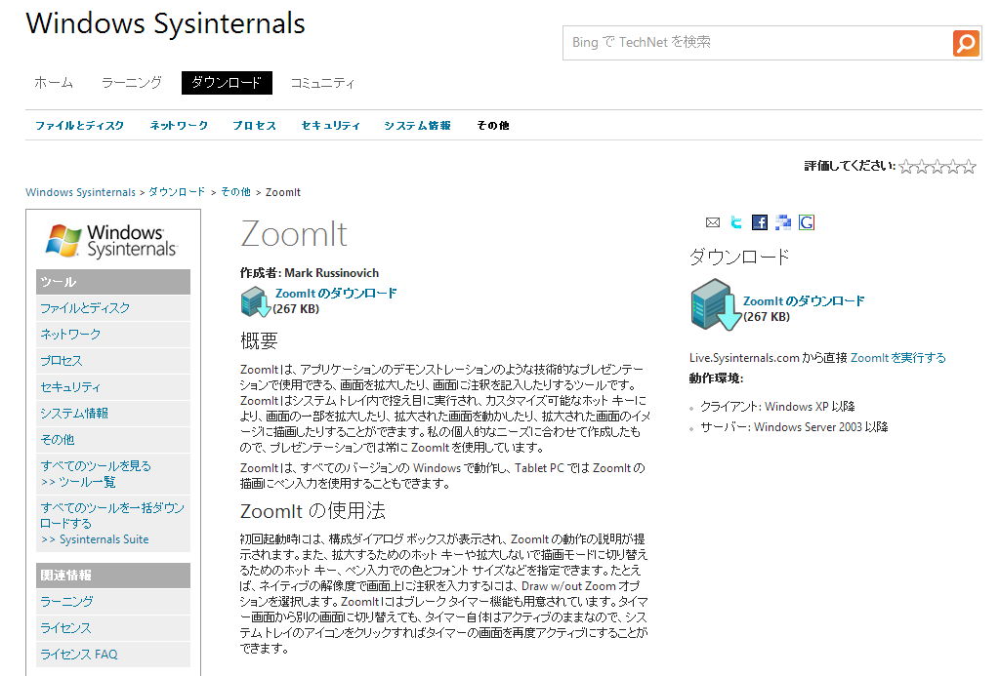 Windows Sysinternals
Bing で TechNet を検索
ホーム ラーニング ダウンロード コミュニティ
ファイルとディスク ネットワーク プロセス セキュリティ システム情報 その他
評価してください:
Windows Sysinternals > ダウンロード > その他 > ZoomIt
Windows Sysinternals
ツール
ファイルとディスク
ネットワーク
プロセス
セキュリティ
システム情報
その他
すべてのツールを見る
>> ツール一覧
すべてのツールを一括ダウン
ロードする
>> Sysinternals Suite
関連情報
ラーニング
ライセンス
ライセンス FAQ
ZoomIt
作成者: Mark Russinovich
ZoomIt のダウンロード
(267 KB)
概要
ZoomIt は、アプリケーションのデモンストレーションのような技術的なプレゼンテー
ションで使用できる、画面を拡大したり、画面に注釈を記入したりするツールです。
ZoomIt はシステム トレイ内で控え目に実行され、カスタマイズ可能なホット キーに
より、画面の一部を拡大したり、拡大された画面を動かしたり、拡大された画面のイメ
ージに描画したりすることができます。私の個人的なニーズに合わせて作成したも
ので、プレゼンテーションでは常に ZoomIt を使用しています。
ZoomIt は、すべてのバージョンの Windows で動作し、Tablet PC では ZoomIt の
描画にペン入力を使用することもできます。
ZoomIt の使用法
初回起動時には、構成ダイアログ ボックスが表示され、ZoomIt の動作の説明が提
示されます。また、拡大するためのホット キーや拡大しないで描画モードに切り替え
るためのホット キー、ペン入力での色とフォント サイズなどを指定できます。たとえ
ば、ネイティブの解像度で画面上に注釈を入力するには、Draw w/out Zoom オプ
ションを選択します。ZoomIt にはブレーク タイマー機能も用意されています。タイマ
ー画面から別の画面に切り替えても、タイマー自体はアクティブのままなので、シス
テム トレイのアイコンをクリックすればタイマーの画面を再度アクティブにすることが
できます。
ダウンロード
ZoomIt のダウンロード
(267 KB)
Live.Sysinternals.com から直接 ZoomIt を実行する
動作環境:
クライアント: Windows XP 以降
サーバー: Windows Server 2003 以降